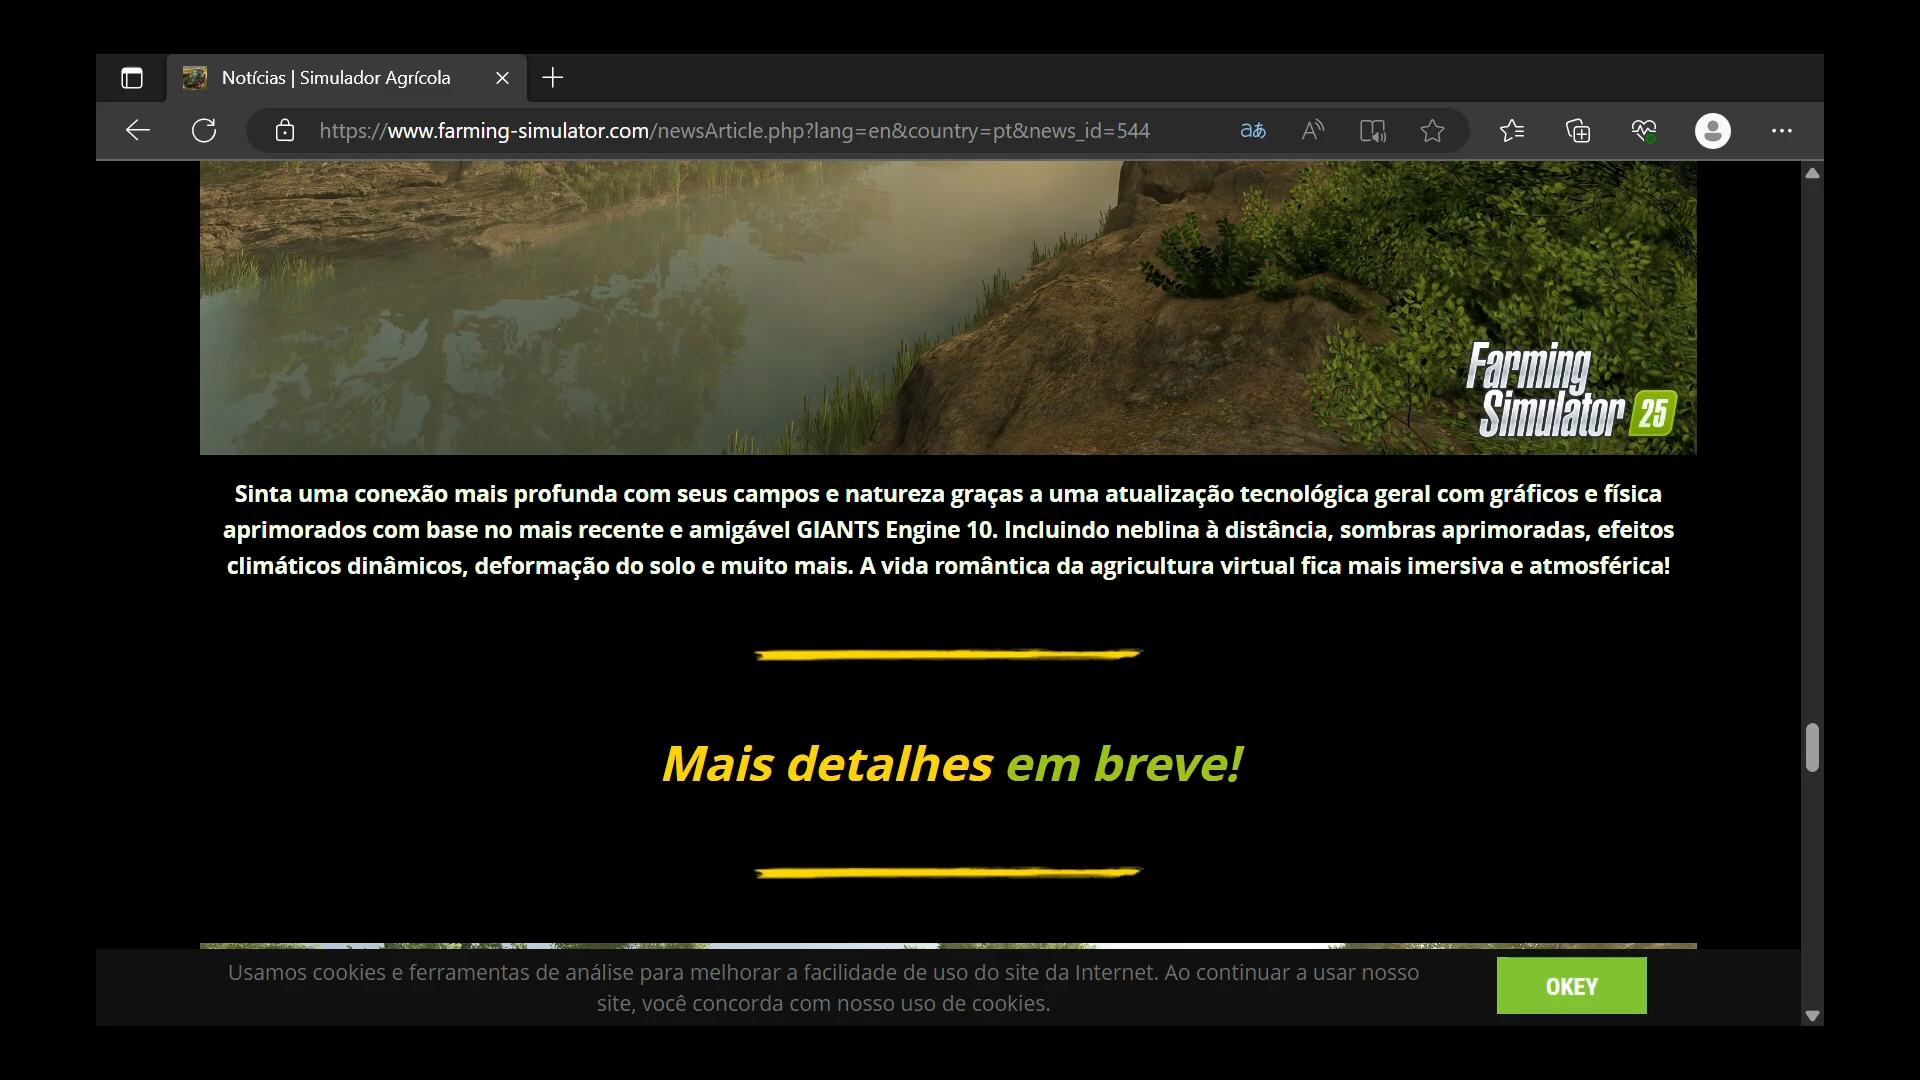 Notícias | Simulador Agrícola
https://www.farming-simulator.com/newsArticle.php?lang=en&country=pt&news_id=544
Farming
Simulator 25
Sinta uma conexão mais profunda com seus campos e natureza graças a uma atualização tecnológica geral com gráficos e física
aprimorados com base no mais recente e amigável GIANTS Engine 10. Incluindo neblina à distância, sombras aprimoradas, efeitos
climáticos dinâmicos, deformação do solo e muito mais. A vida romântica da agricultura virtual fica mais imersiva e atmosférica!
Mais detalhes em breve!
Usamos cookies e ferramentas de análise para melhorar a facilidade de uso do site da Internet. Ao continuar a usar nosso
site, você concorda com nosso uso de cookies.
OKEY